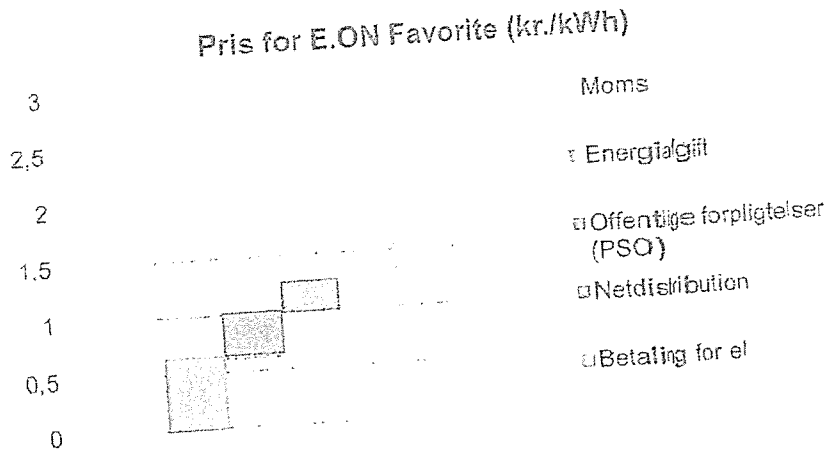 Pris for E.ON Favorite (kr./kWh)
3
2,5
2
1,5
1
0,5
0
Moms
Energiafgift
Offentlige forpligtelser
(PSO)
Netdistribution
Betaling for el